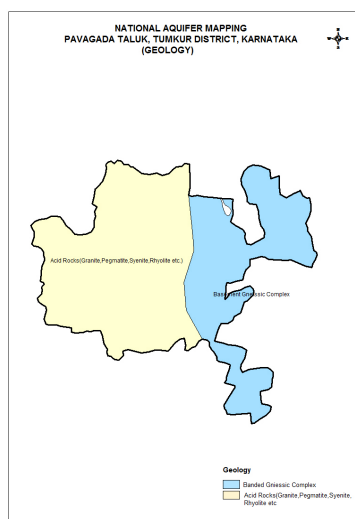 NATIONAL AQUIFER MAPPING
PAVAGADA TALUK, TUMKUR DISTRICT, KARNATAKA
(GEOLOGY)
Acid Rocks(Granite,Pegmatite,Syenite,Rhyolite etc.)
Basement Gniessic Complex
Geology
Banded Gniessic Complex
Acid Rocks(Granite,Pegmatite,Syenite,
Rhyolite etc